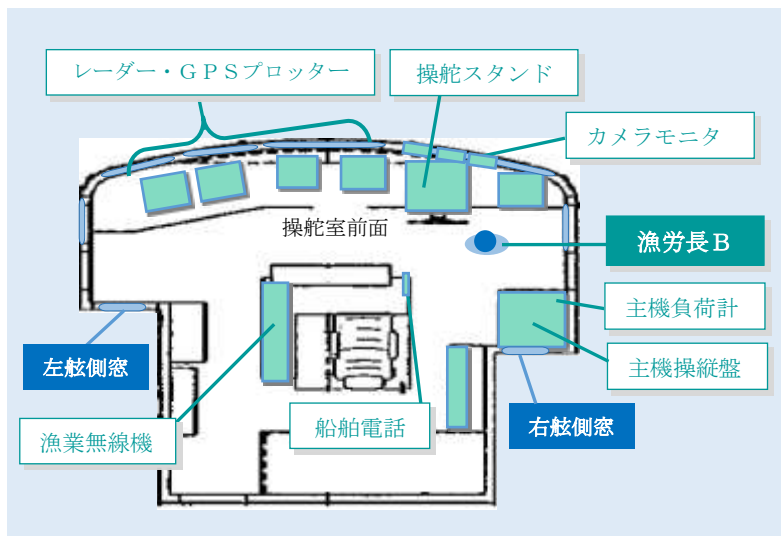 レーダー・ＧＰＳプロッター
操舵スタンド
カメラモニタ
操舵室前面
漁労長Ｂ
主機負荷計
左舷側窓
主機操縦盤
漁業無線機
船舶電話
右舷側窓